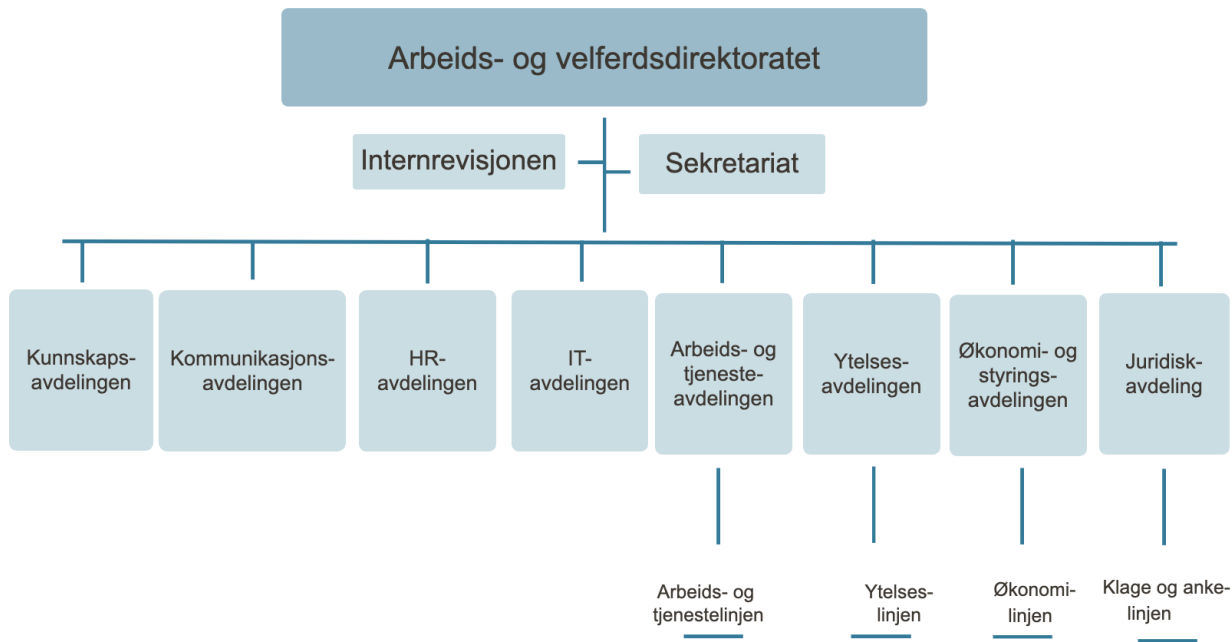 Arbeids- og velferdsdirektoratet
Internrevisjonen
Sekretariat
Kunnskaps-
avdelingen
Kommunikasjons-
avdelingen
HR-
avdelingen
IT-
avdelingen
Arbeids- og
tjeneste-
avdelingen
Ytelses-
avdelingen
Økonomi- og
styrings-
avdelingen
Juridisk-
avdeling
Arbeids- og
tjenestelinjen
Ytelses-
linjen
Økonomi-
linjen
Klage og anke-
linjen